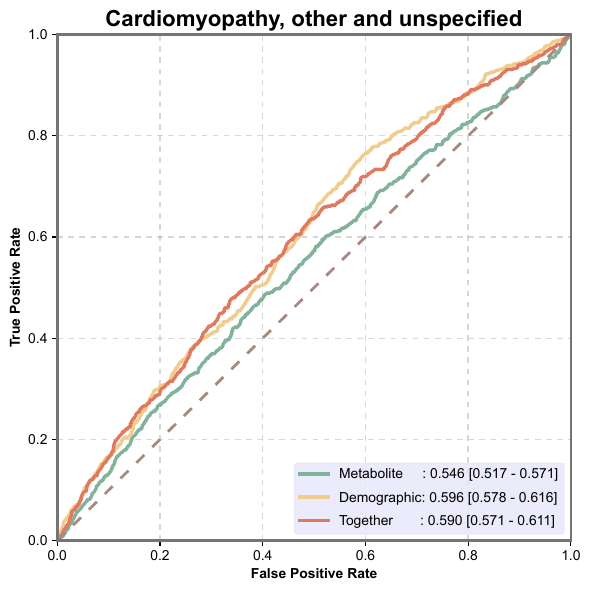 Cardiomyopathy, other and unspecified
1.0
0.8
0.6
0.4
0.2
0.0
True Positive Rate
Metabolite : 0.546 [0.517 - 0.571]
Demographic: 0.596 [0.578 - 0.616]
Together : 0.590 [0.571 - 0.611]
0.0 0.2 0.4 0.6 0.8 1.0
False Positive Rate